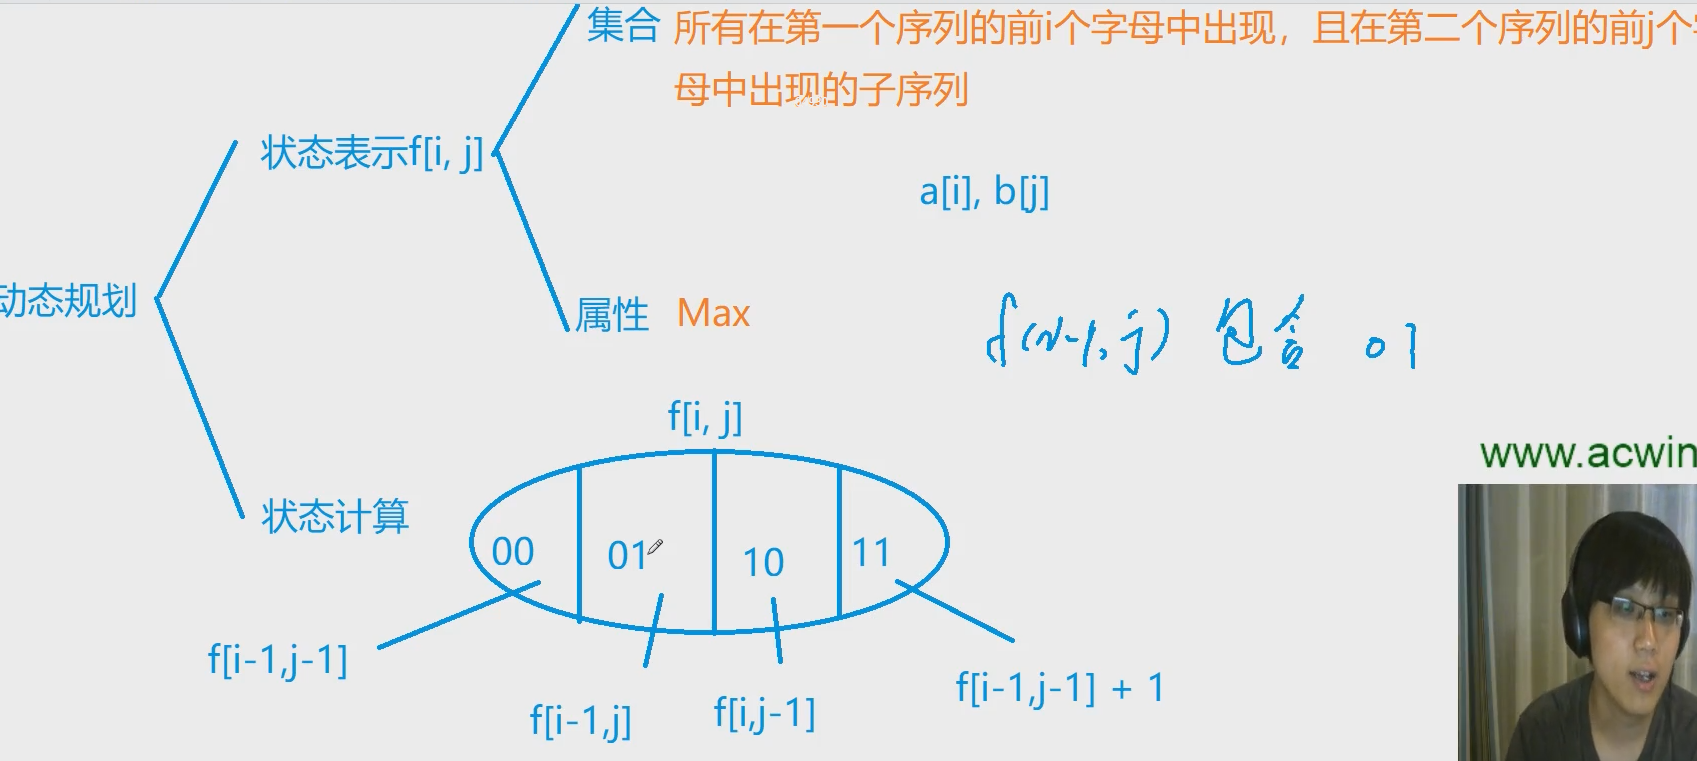 集合 所有在第一个序列的前i个字母中出现，且在第二个序列的前j个
母中出现的子序列
状态表示f[i, j]
a[i], b[j]
动态规划
属性 Max
f(i-1, j) 包含 01
f[i, j]
www.acwin
状态计算
00 01 10 11
f[i-1,j-1]
f[i-1,j]
f[i,j-1]
f[i-1,j-1] + 1